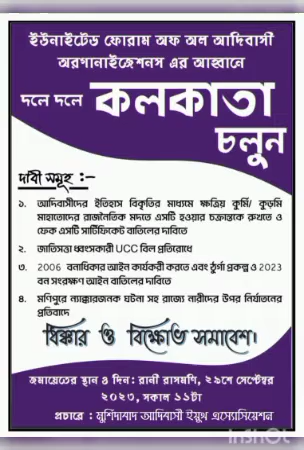 ইউনাইটেড ফোরাম অফ অল আদিবাসী
অরগানাইজেশনস এর আহ্বানে
দলে দলে কলকাতা
চলুন
দাবী সমূহ :-
১. আদিবাসীদের ইতিহাস বিকৃতির মাধ্যমে ক্ষত্রিয় কুর্মি/ কুড়মি
মাহাতোদের রাজনৈতিক মদতে এসটি হওয়ার চক্রান্তকে রুখতে ও
ফেক এসটি সার্টিফিকেট বাতিলের দাবিতে
২. জাতিসত্তা ধ্বংসকারী UCC বিল প্রতিরোধে
৩. 2006 বনাধিকার আইন কার্যকরী করতে এবং ঠুর্গা প্রকল্প ও 2023
বন সংরক্ষণ আইন বাতিলের দাবিতে
৪. মণিপুরে ন্যাক্কারজনক ঘটনা সহ রাজ্যে নারীদের উপর নির্যাতনের
প্রতিবাদে
ধিক্কার ও বিক্ষোভ সমাবেশ।
জমায়েতের স্থান ৪ দিন: রানী রাসমণি, ২৯শে সেপ্টেম্বর
২০২৩, সকাল ১১টা
প্রচারে : মুর্শিদাবাদ আদিবাসী ইয়ুথ এসোসিয়েশন
InShOt